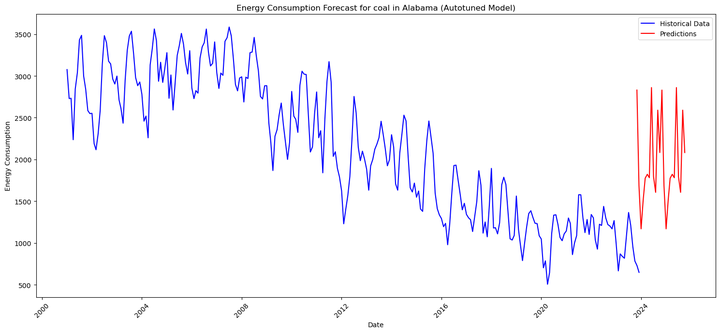 Energy Consumption Forecast for coal in Alabama (Autotuned Model)
Historical Data
Predictions
Energy Consumption
3500
3000
2500
2000
1500
1000
500
2000
2004
2008
2012
2016
2020
2024
Date